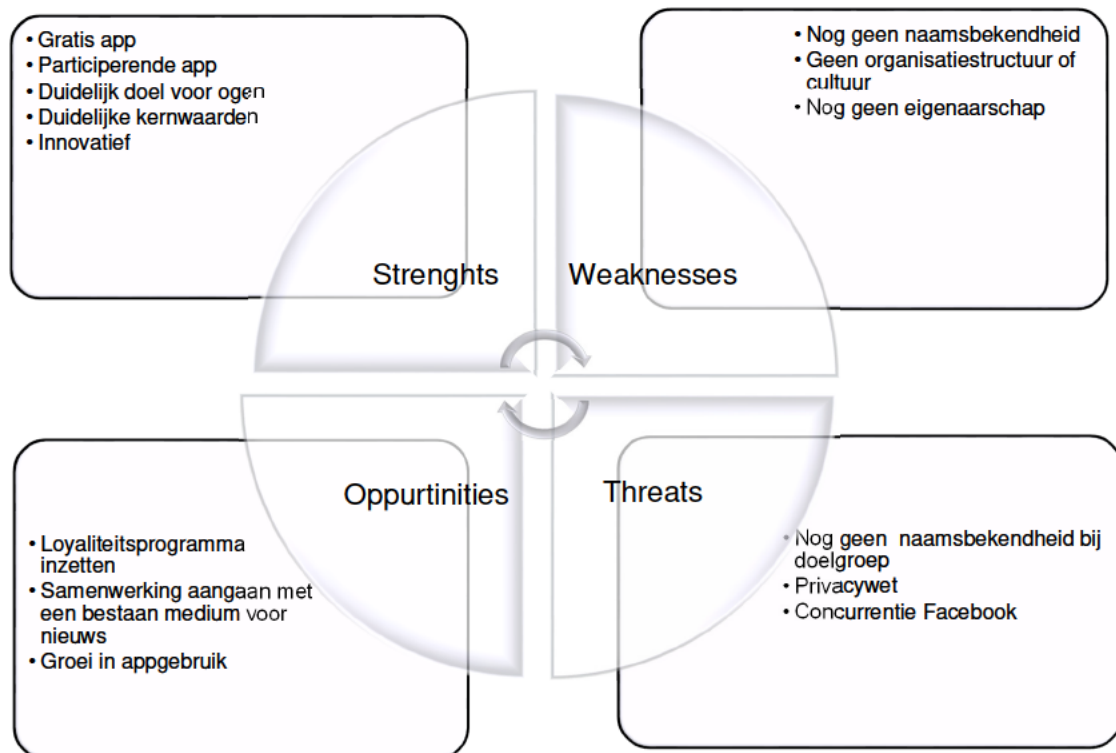 • Gratis app
• Participerende app
• Duidelijk doel voor ogen
• Duidelijke kernwaarden
• Innovatief
Strenghts
• Nog geen naamsbekendheid
• Geen organisatiestructuur of
cultuur
• Nog geen eigenaarschap
Weaknesses
Oppurtinities
• Loyaliteitsprogramma
inzetten
• Samenwerking aangaan met
een bestaan medium voor
nieuws
• Groei in appgebruik
Threats
• Nog geen naamsbekendheid bij
doelgroep
• Privacywet
• Concurrentie Facebook